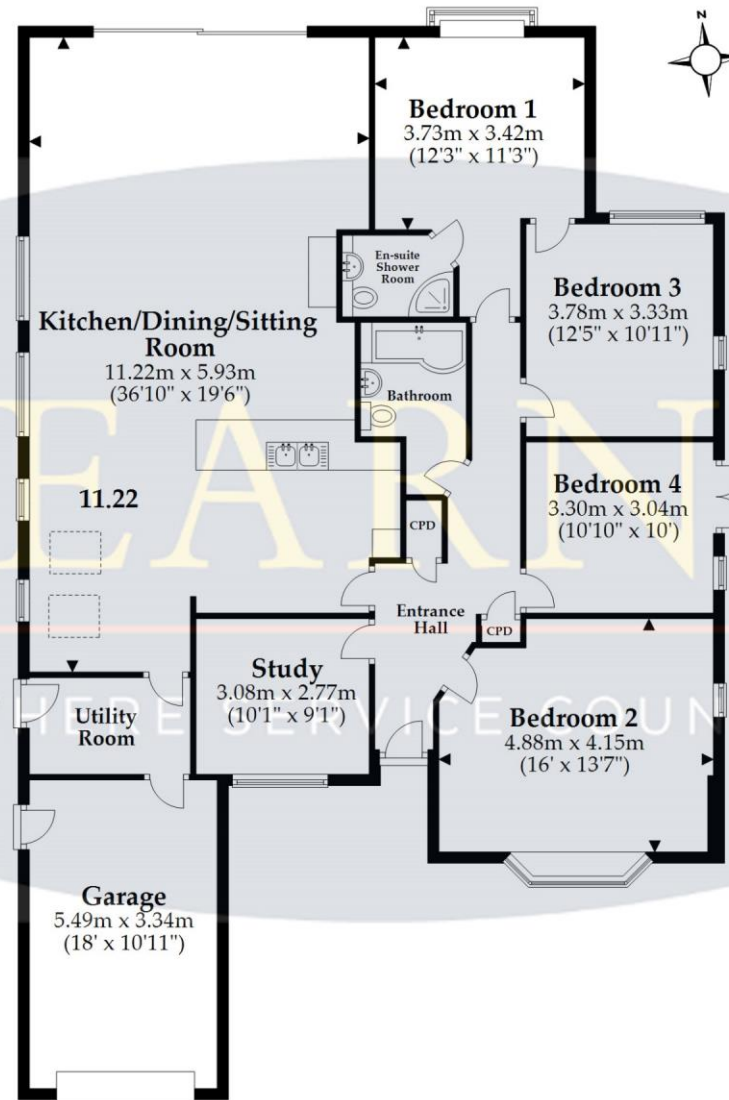 N
Bedroom 1
3.73m x 3.42m
(12'3" x 11'3")
En-suite
Shower
Room
Bedroom 3
3.78m x 3.33m
(12'5" x 10'11")
Kitchen/Dining/Sitting
Room
11.22m x 5.93m
(36'10" x 19'6")
Bathroom
EARN
11.22
Bedroom 4
3.30m x 3.04m
(10'10" x 10')
CPD
Entrance
Hall
CPD
Study
3.08m x 2.77m
(10'1" x 9'1")
Utility
Room
HERE SERVICE COUN
Bedroom 2
4.88m x 4.15m
(16' x 13'7")
Garage
5.49m x 3.34m
(18' x 10'11")